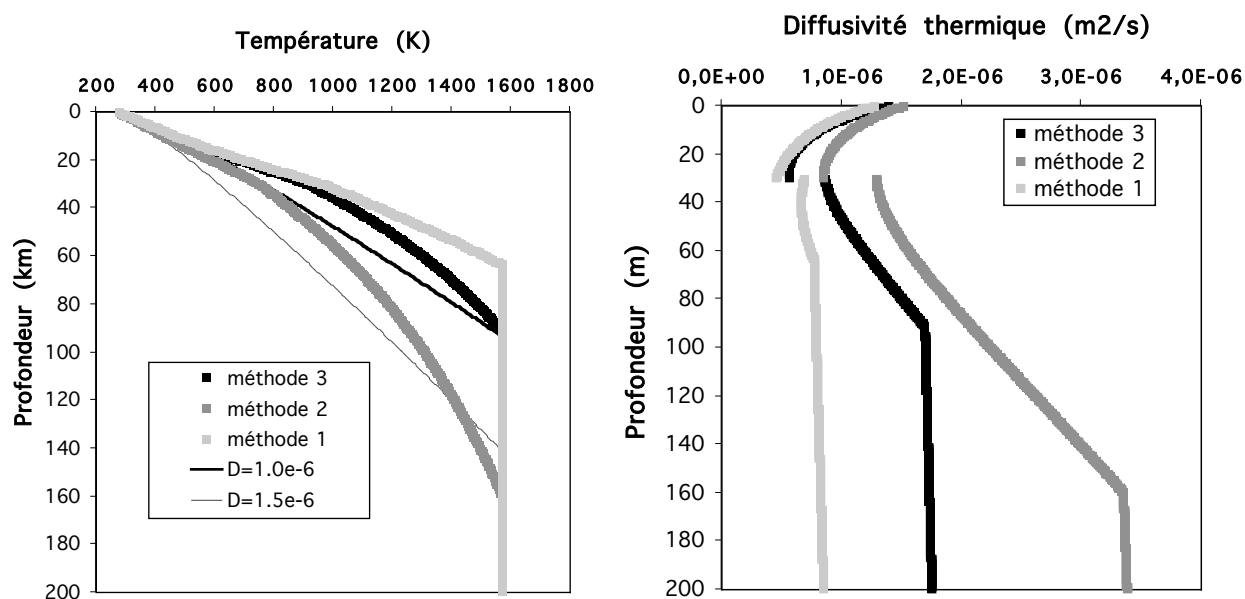 Température (K)
200 400 600 800 1000 1200 1400 1600 1800
0
20
40
60
80
100
120
140
160
180
200
Profondeur (km)
méthode 3
méthode 2
méthode 1
D=1.0e-6
D=1.5e-6
Diffusivité thermique (m2/s)
0,0E+00 1,0E-06 2,0E-06 3,0E-06 4,0E-06
0
20
40
60
80
100
120
140
160
180
200
Profondeur (m)
méthode 3
méthode 2
méthode 1